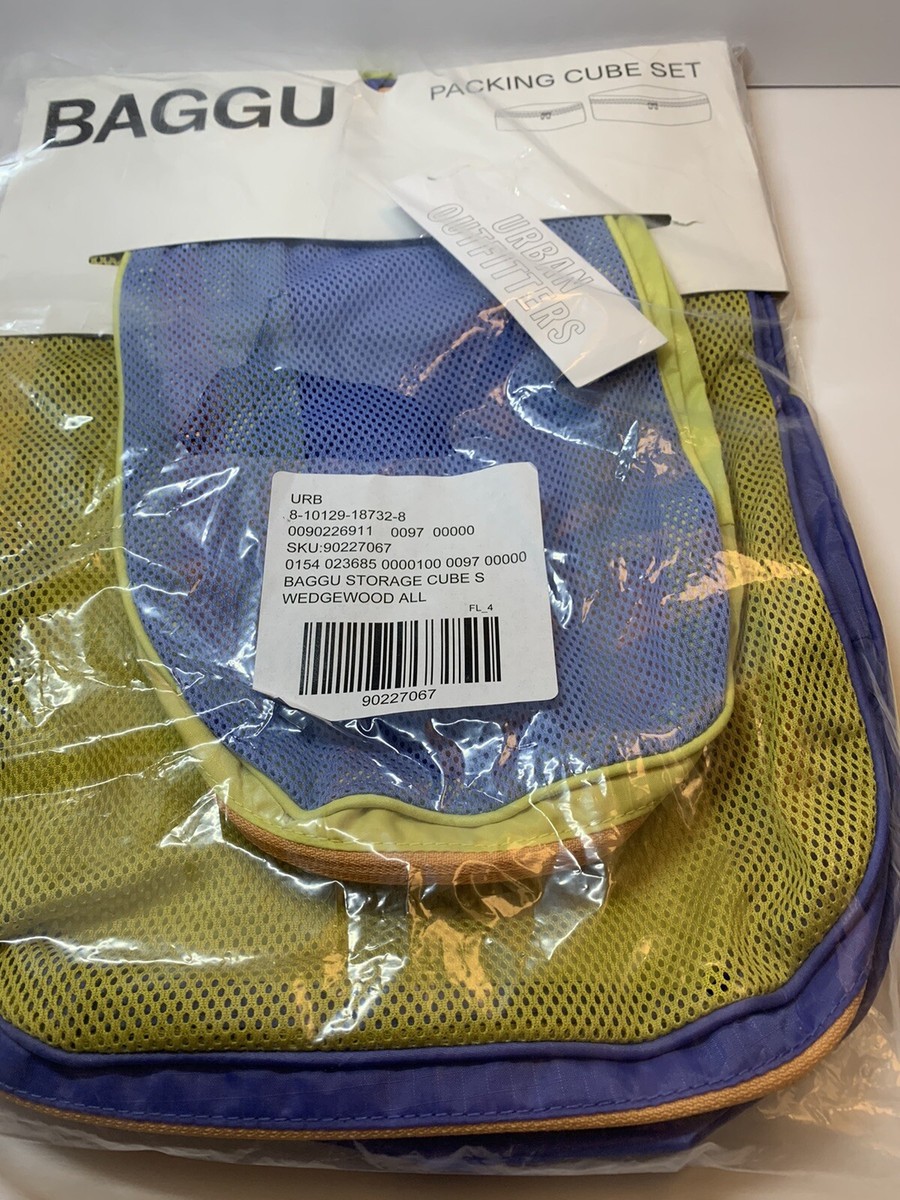 BAGGU
PACKING CUBE SET
URBAN
OUTFITTERS
URB
8-10129-18732-8
0090226911 0097 00000
SKU:90227067
0154 023685 0000100 0097 00000
BAGGU STORAGE CUBE S
WEDGEWOOD ALL
FL_4
90227067